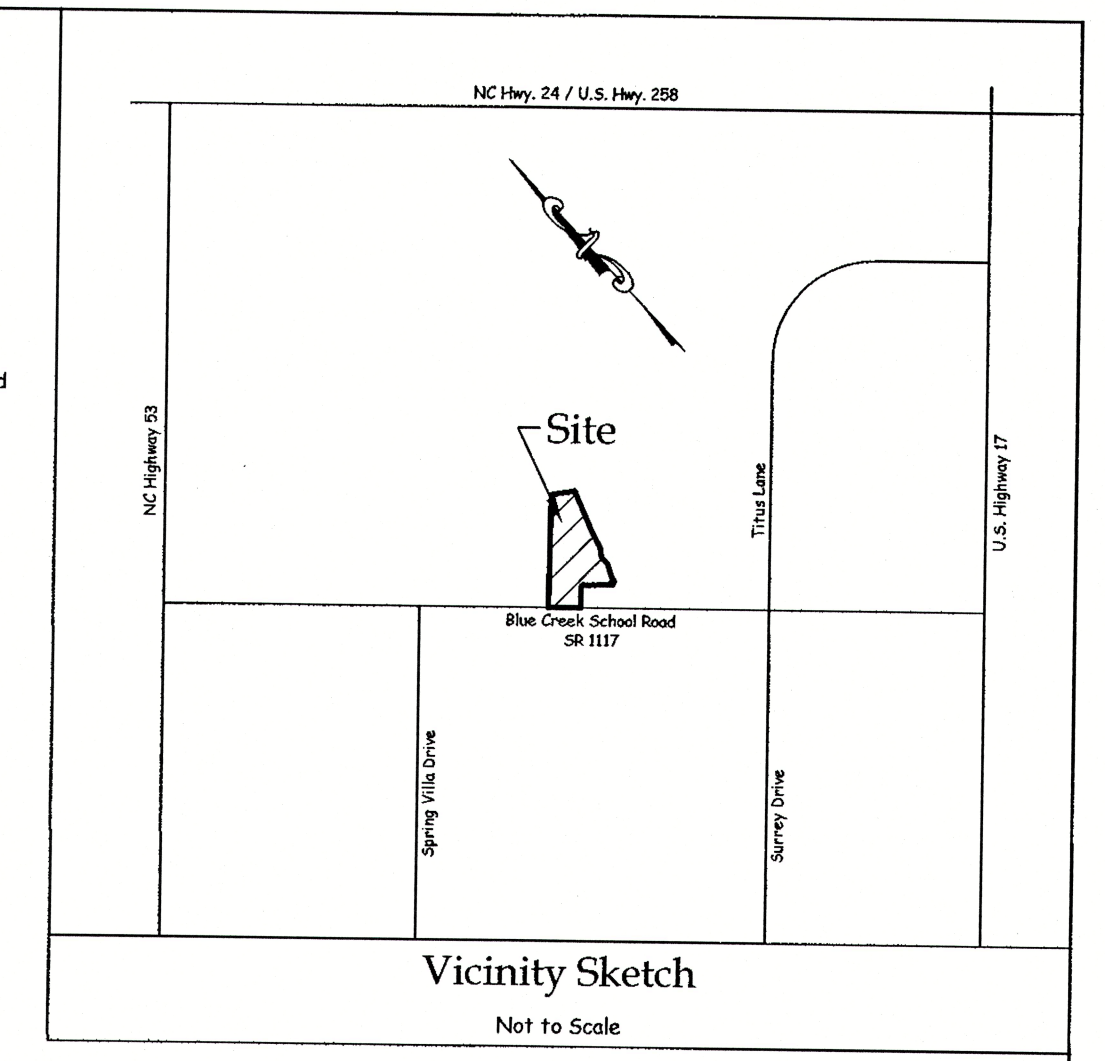 NC Hwy. 24 / U.S. Hwy. 258
d
Site
NC Highway 53
Titus Lane
U.S. Highway 17
Blue Creek School Road
SR 1117
Spring Villa Drive
Surrey Drive
Vicinity Sketch
Not to Scale